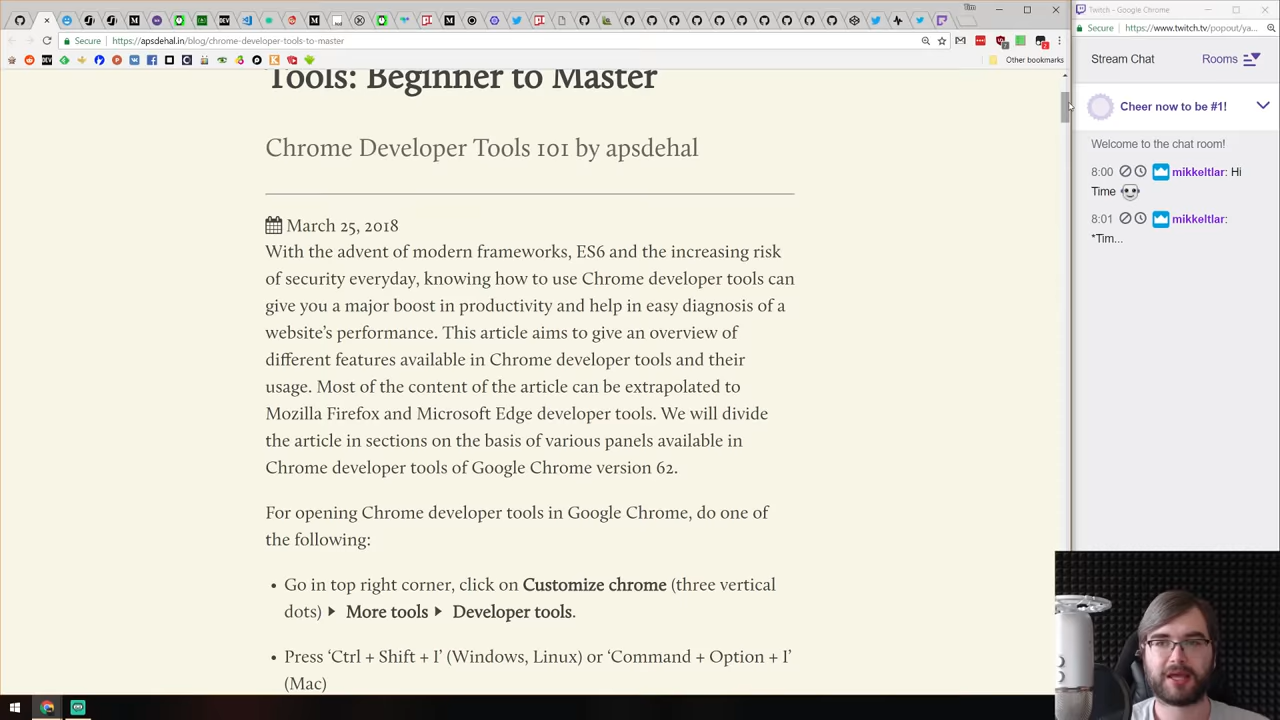 Tim
Twitch - Google Chrome
Secure
https://apsdehal.in/blog/chrome-developer-tools-to-master
Other bookmarks
Secure
https://www.twitch.tv/popout/ya...
Stream Chat
Rooms
Cheer now to be #1!
Welcome to the chat room!
8:00 mikkeltlar: Hi
Time
8:01 mikkeltlar:
*Tim...
Tools: Beginner to Master
Chrome Developer Tools 101 by apsdehal
March 25, 2018
With the advent of modern frameworks, ES6 and the increasing risk
of security everyday, knowing how to use Chrome developer tools can
give you a major boost in productivity and help in easy diagnosis of a
website's performance. This article aims to give an overview of
different features available in Chrome developer tools and their
usage. Most of the content of the article can be extrapolated to
Mozilla Firefox and Microsoft Edge developer tools. We will divide
the article in sections on the basis of various panels available in
Chrome developer tools of Google Chrome version 62.
For opening Chrome developer tools in Google Chrome, do one of
the following:
• Go in top right corner, click on Customize chrome (three vertical
dots) ▶ More tools ▶ Developer tools.
• Press ‘Ctrl + Shift + I’ (Windows, Linux) or ‘Command + Option + I’
(Mac)